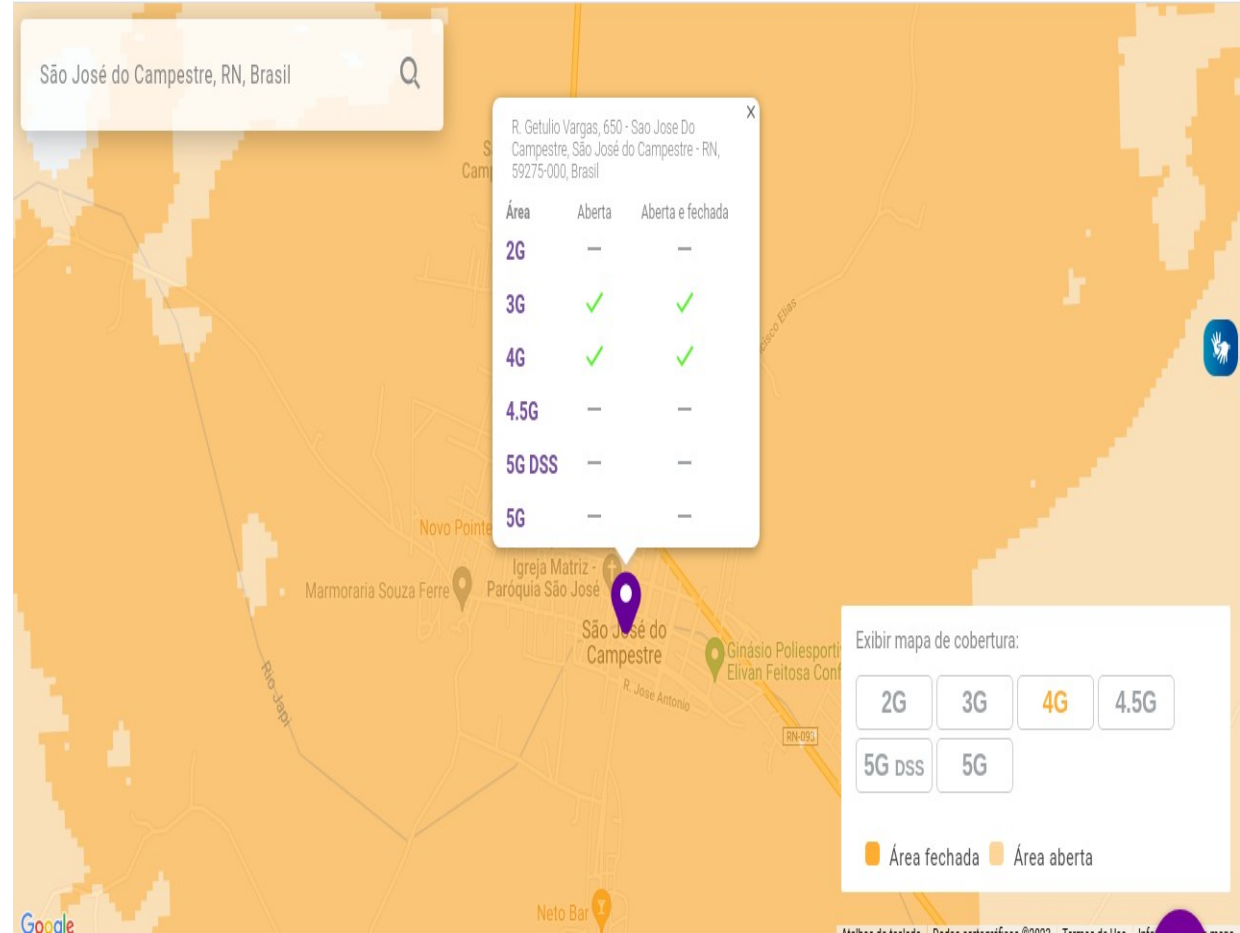 São José do Campestre, RN, Brasil
R. Getulio Vargas, 650 - Sao Jose Do
Campestre, São José do Campestre - RN,
59275-000, Brasil
X
Área Aberta Aberta e fechada
2G — —
3G ✓ ✓
4G ✓ ✓
4.5G — —
5G DSS — —
5G — —
Novo Pointe
Igreja Matriz -
Paróquia São José
Marmoraria Souza Ferre
São José do
Campestre
Ginásio Poliesporti
Elivan Feitosa Conf
R. Jose Antonio
Rio Japi
RN-093
Neto Bar
Exibir mapa de cobertura:
2G 3G 4G 4.5G
5G DSS 5G
Área fechada Área aberta
Google